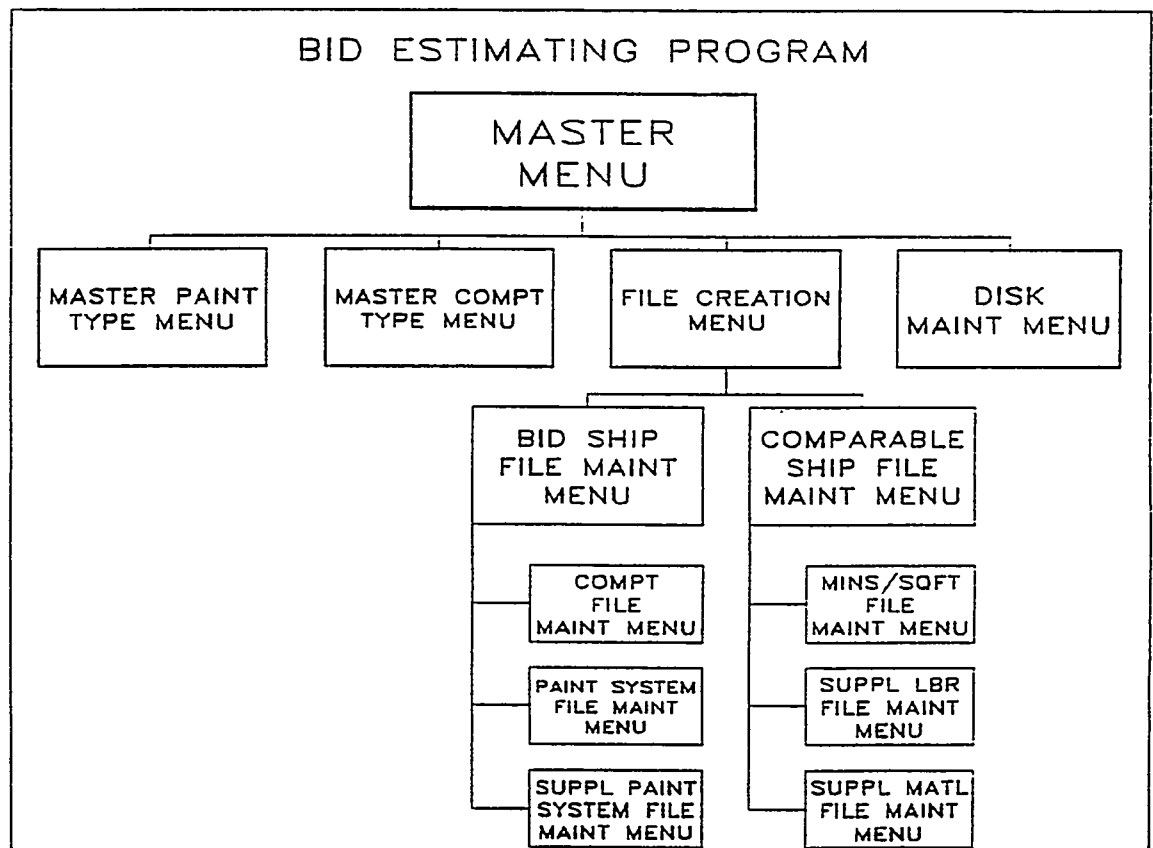 BID ESTIMATING PROGRAM
MASTER
MENU
MASTER PAINT
TYPE MENU
MASTER COMPT
TYPE MENU
FILE CREATION
MENU
DISK
MAINT MENU
BID SHIP
FILE MAINT
MENU
COMPARABLE
SHIP FILE
MAINT MENU
COMPT
FILE
MAINT MENU
MINS/SQFT
FILE
MAINT MENU
PAINT SYSTEM
FILE MAINT
MENU
SUPPL LBR
FILE MAINT
MENU
SUPPL PAINT
SYSTEM FILE
MAINT MENU
SUPPL MATL
FILE MAINT
MENU